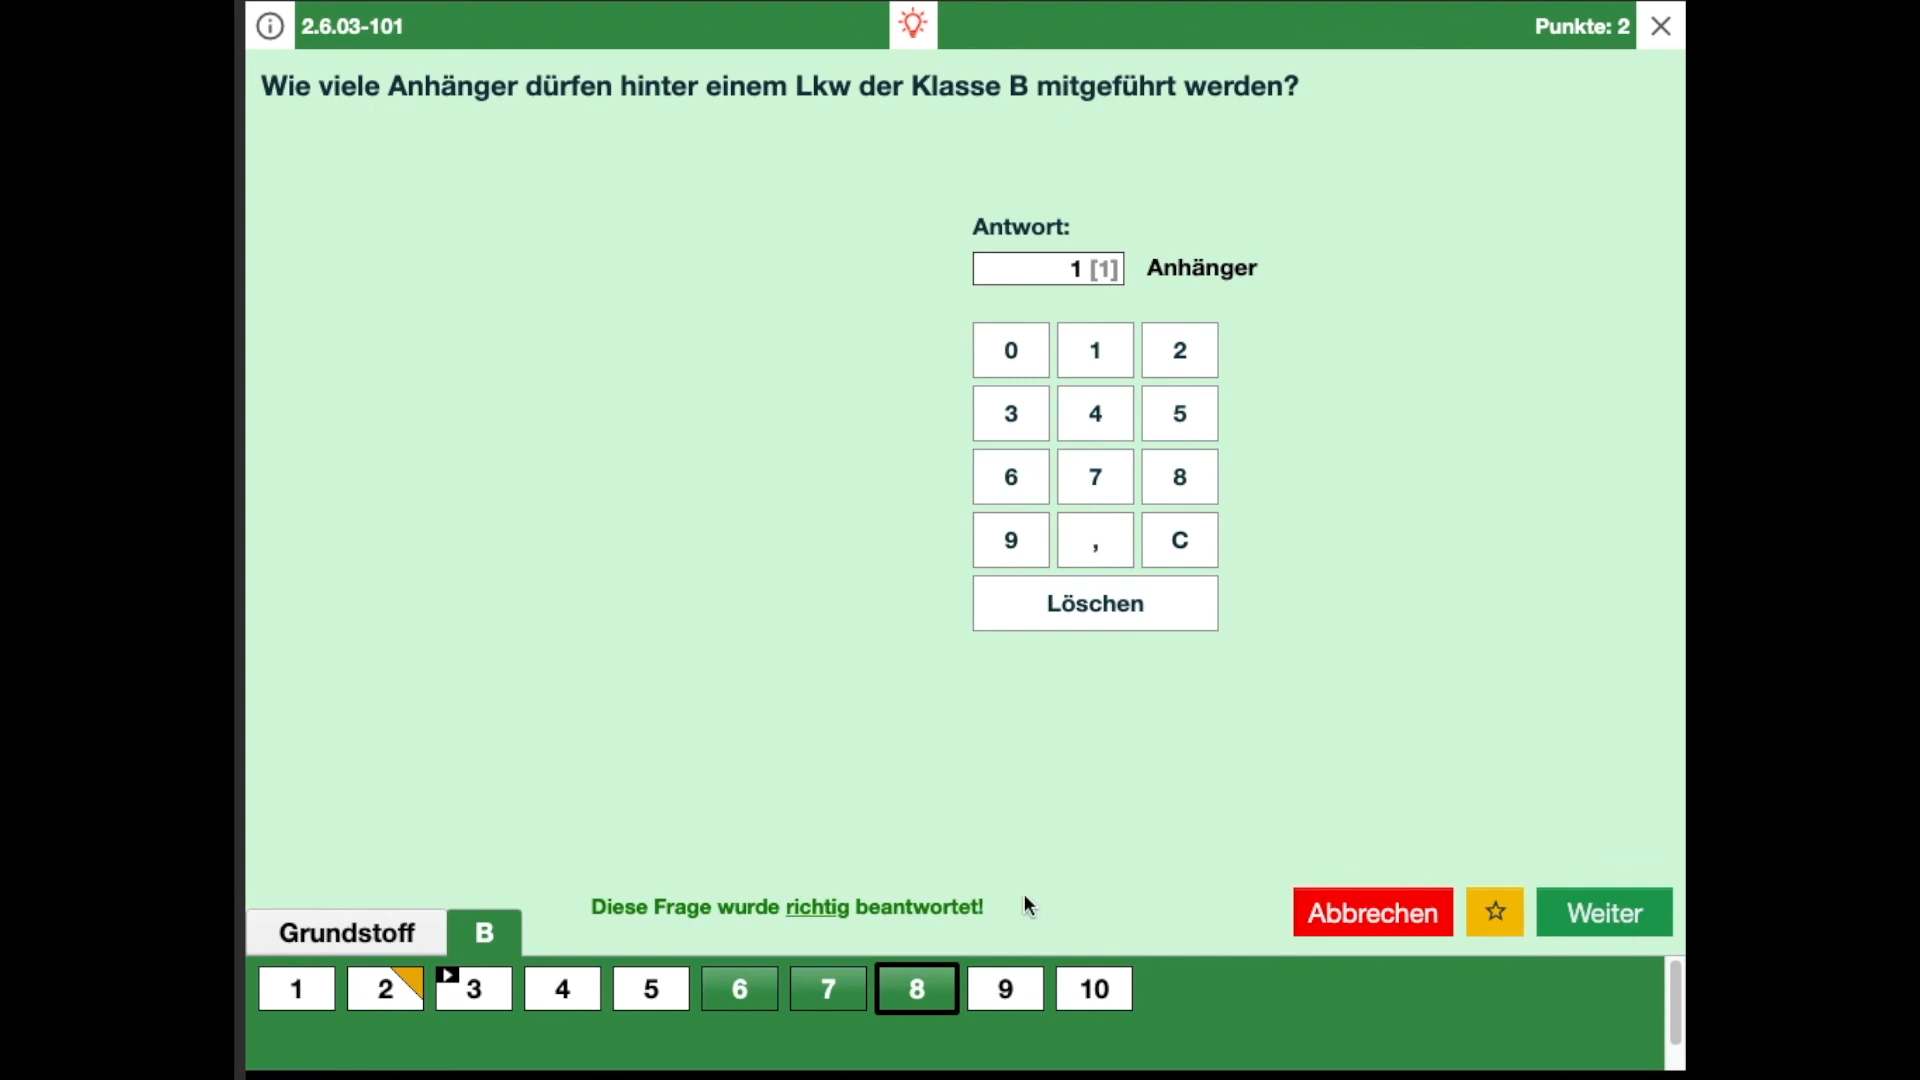 2.6.03-101
Punkte: 2
Wie viele Anhänger dürfen hinter einem Lkw der Klasse B mitgeführt werden?
Antwort:
1 [1] Anhänger
0 1 2
3 4 5
6 7 8
9 , C
Löschen
Diese Frage wurde richtig beantwortet!
Abbrechen
Weiter
Grundstoff B
1 2 3 4 5 6 7 8 9 10